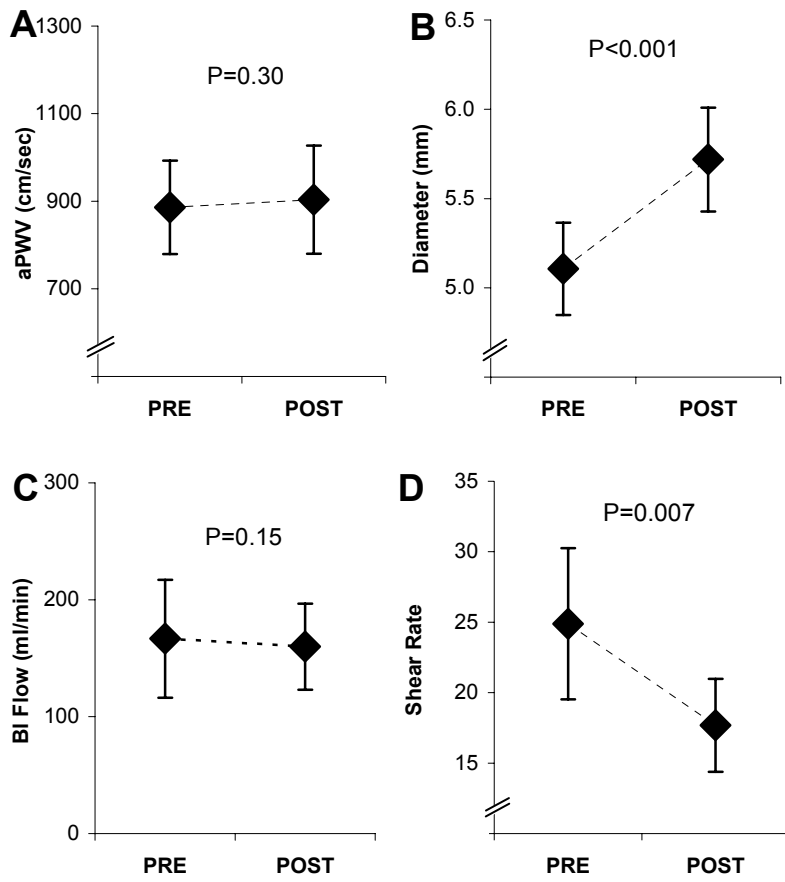 A
aPWV (cm/sec)
1300
1100
900
700
P=0.30
PRE
POST
B
Diameter (mm)
6.5
6.0
5.5
5.0
P<0.001
PRE
POST
C
Bl Flow (ml/min)
300
200
100
0
P=0.15
PRE
POST
D
Shear Rate
35
30
25
20
15
P=0.007
PRE
POST